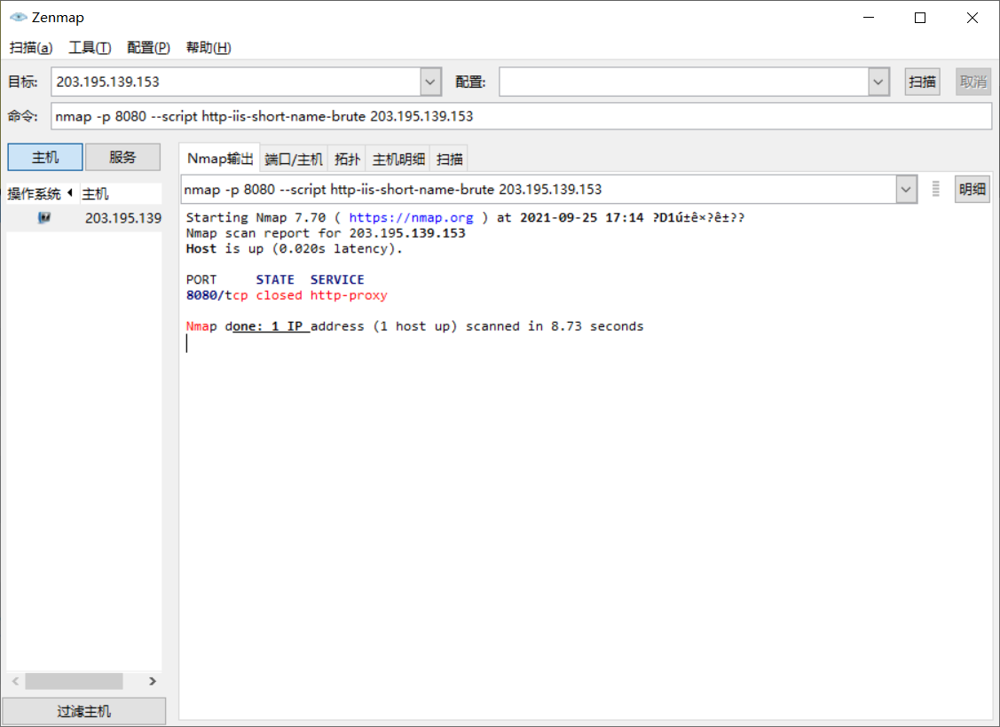 Zenmap
扫描(a) 工具(T) 配置(P) 帮助(H)
目标: 203.195.139.153 配置: 扫描 取消
命令: nmap -p 8080 --script http-iis-short-name-brute 203.195.139.153
主机 服务
操作系统 主机
203.195.139
Nmap输出 端口/主机 拓扑 主机明细 扫描
nmap -p 8080 --script http-iis-short-name-brute 203.195.139.153 明细
Starting Nmap 7.70 ( https://nmap.org ) at 2021-09-25 17:14 ?D1ú±ê×?ê±??
Nmap scan report for 203.195.139.153
Host is up (0.020s latency).
PORT STATE SERVICE
8080/tcp closed http-proxy
Nmap done: 1 IP address (1 host up) scanned in 8.73 seconds
过滤主机